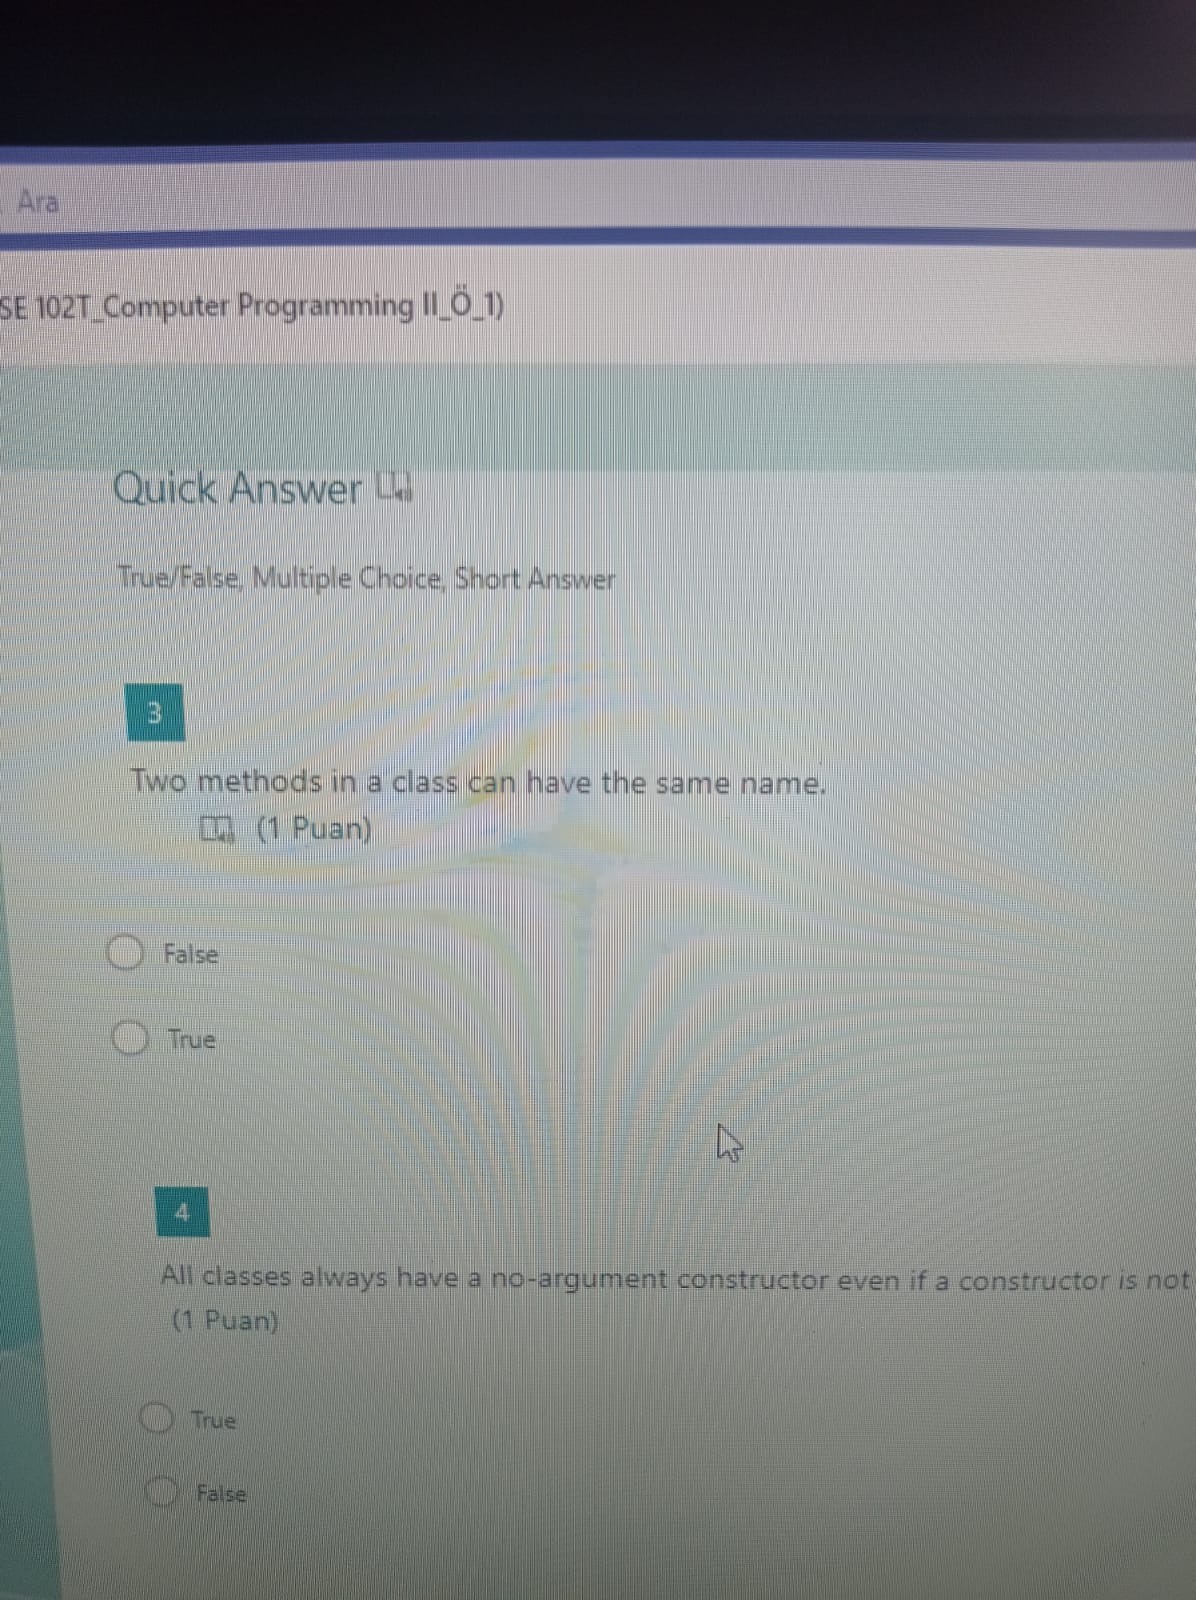 Ara
SE 102T_Computer Programming II_Ö_1)
Quick Answer
True/False, Multiple Choice, Short Answer
3
Two methods in a class can have the same name.
(1 Puan)
False
True
4
All classes always have a no-argument constructor even if a constructor is not
(1 Puan)
True
False